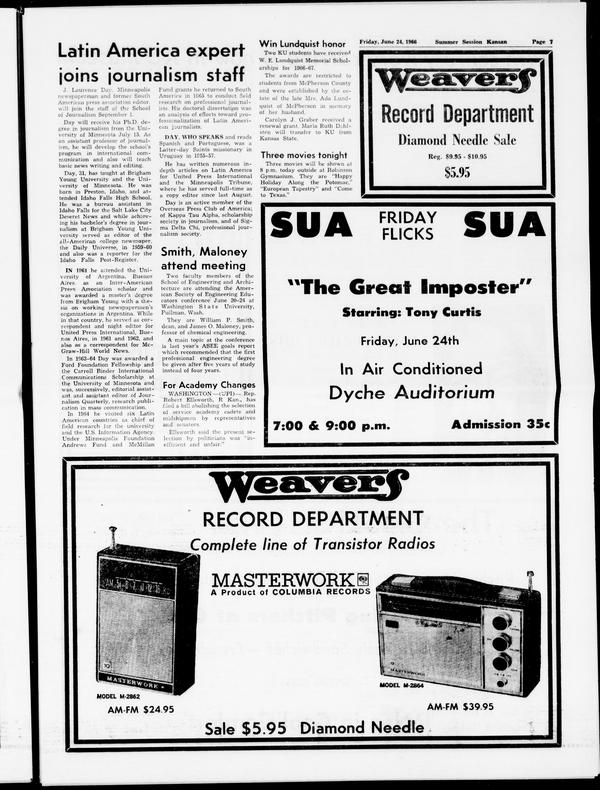 Friday, June 24, 1966 Summer Session Kansan Page 7
Latin America expert
joins journalism staff
J. Laurence Day, Minneapolis
newspaperman and former South
American press association editor,
will join the staff of the School
of Journalism September 1.
Day will receive his Ph.D. de-
gree in journalism from the Uni-
versity of Minnesota July 15. As
an assistant professor of journal-
ism, he will develop the school's
program in international com-
munication and also will teach
basic news writing and editing.
Day, 31, has taught at Brigham
Young University and the Uni-
versity of Minnesota. He was
born in Preston, Idaho, and at-
tended Idaho Falls High School.
He was a bureau assistant in
Idaho Falls for the Salt Lake City
Deseret News and while achiev-
ing his bachelor's degree in jour-
nalism at Brigham Young Uni-
versity served as editor of the
all-American college newspaper,
the Daily Universe, in 1959-60
and also was a reporter for the
Idaho Falls Post-Register.
IN 1961 he attended the Uni-
versity of Argentina, Buenos
Aires as an Inter-American
Press Association scholar and
was awarded a master's degree
from Brigham Young with a the-
sis on working newspapermen's
organizations in Argentina. While
in that country, he served as cor-
respondent and night editor for
United Press International, Bue-
nos Aires, in 1961 and 1962, and
also as a correspondent for Mc-
Graw-Hill World News.
In 1962-64 Day was awarded a
Ford Foundation Fellowship and
the Carroll Binder International
Communications Scholarship at
the University of Minnesota and
was, successively, editorial assist-
ant and assistant editor of Jour-
nalism Quarterly, research publi-
cation in mass communication.
In 1964 he visited six Latin
American countries as chief of
field research for the university
and the U.S. Information Agency.
Under Minneapolis Foundation
Andrews Fund and McMillan
Fund grants he returned to South
America in 1965 to conduct field
research on professional journal-
ists. His doctoral dissertation was
an analysis of efforts toward pro-
fessionalization of Latin Ameri-
can journalists.
DAY, WHO SPEAKS and reads
Spanish and Portuguese, was a
Latter-day Saints missionary in
Uruguay in 1955-57.
He has written numerous in-
depth articles on Latin America
for United Press International
and the Minneapolis Tribune,
where he has served full-time as
a copy editor since last August.
Day is an active member of the
Overseas Press Club of America;
of Kappa Tau Alpha, scholarship
society in journalism, and of Sig-
ma Delta Chi, professional jour-
nalism society.
Smith, Maloney
attend meeting
Two faculty members of the
School of Engineering and Archi-
tecture are attending the Amer-
ican Society of Engineering Edu-
cators conference June 20-24 at
Washington State University,
Pullman, Wash.
They are William P. Smith,
dean, and James O. Maloney, pro-
fessor of chemical engineering.
A main topic at the conference
is last year's ASEE goals report
which recommended that the first
professional engineering degree
be given after five years of study
instead of four years.
For Academy Changes
WASHINGTON—(UPI)—Rep.
Robert Ellsworth, R Kan., has
filed a bill abolishing the selection
of service academy cadets and
midshipmen by representatives
and senators.
Ellsworth said the present se-
lection by politicians was "in-
efficient and unfair."
Win Lundquist honor
Two KU students have received
W. E. Lundquist Memorial Schol-
arships for 1966-67.
The awards are restricted to
students from McPherson County
and were established by the es-
tate of the late Mrs. Ada Lund-
quist of McPherson in memory
of her husband.
Carolyn J. Gruber received a
renewal grant. Maria Ruth Dahl-
sten will transfer to KU from
Kansas State.
Three movies tonight
Three movies will be shown at
8 p.m. today outside at Robinson
Gymnasium. They are "Happy
Holiday Along the Potomac,"
"European Tapestry" and "Come
to Texas."
Weavers
Record Department
Diamond Needle Sale
Reg. $9.95 - $10.95
$5.95
SUA FRIDAY FLICKS SUA
"The Great Imposter"
Starring: Tony Curtis
Friday, June 24th
In Air Conditioned
Dyche Auditorium
7:00 & 9:00 p.m. Admission 35c
Weavers
RECORD DEPARTMENT
Complete line of Transistor Radios
MASTERWORK
A Product of COLUMBIA RECORDS
MASTERWORK
MODEL M-2862
AM-FM $24.95
MASTERWORK
MODEL M-2864
AM-FM $39.95
Sale $5.95 Diamond Needle